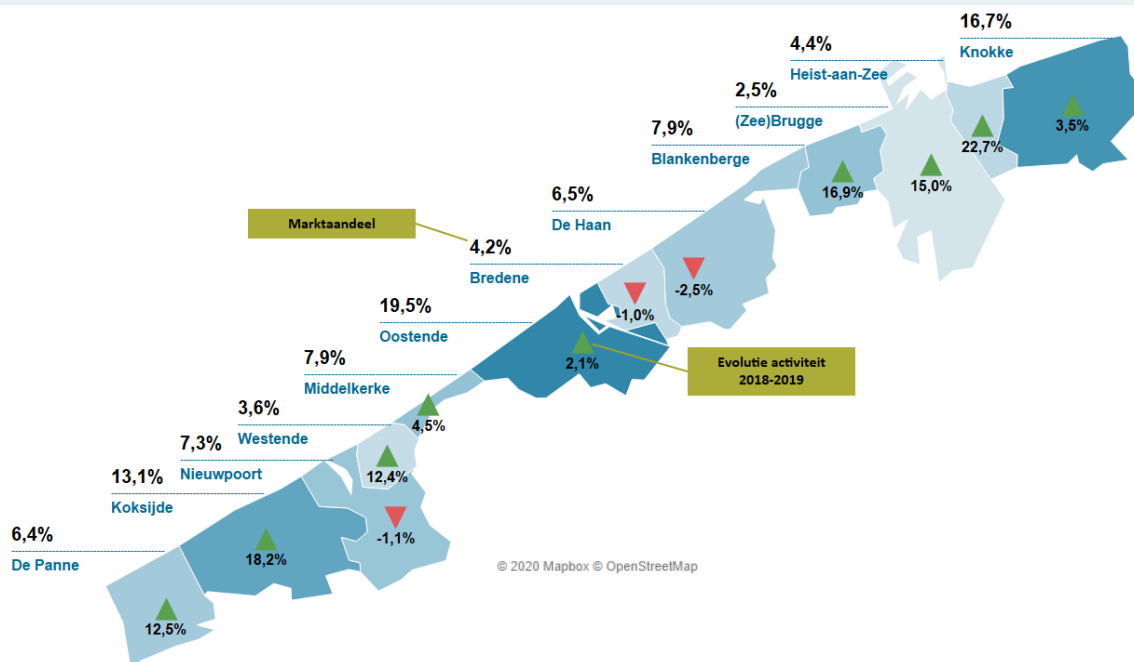 16,7%
Knokke
4,4%
Heist-aan-Zee
2,5%
(Zee)Brugge
7,9%
Blankenberge
6,5%
De Haan
4,2%
Bredene
19,5%
Oostende
7,9%
Middelkerke
3,6%
Westende
7,3%
Nieuwpoort
13,1%
Koksijde
6,4%
De Panne
Marktaandeel
Evolutie activiteit
2018-2019
3,5%
22,7%
15,0%
16,9%
-2,5%
-1,0%
2,1%
4,5%
12,4%
-1,1%
18,2%
12,5%
© 2020 Mapbox © OpenStreetMap